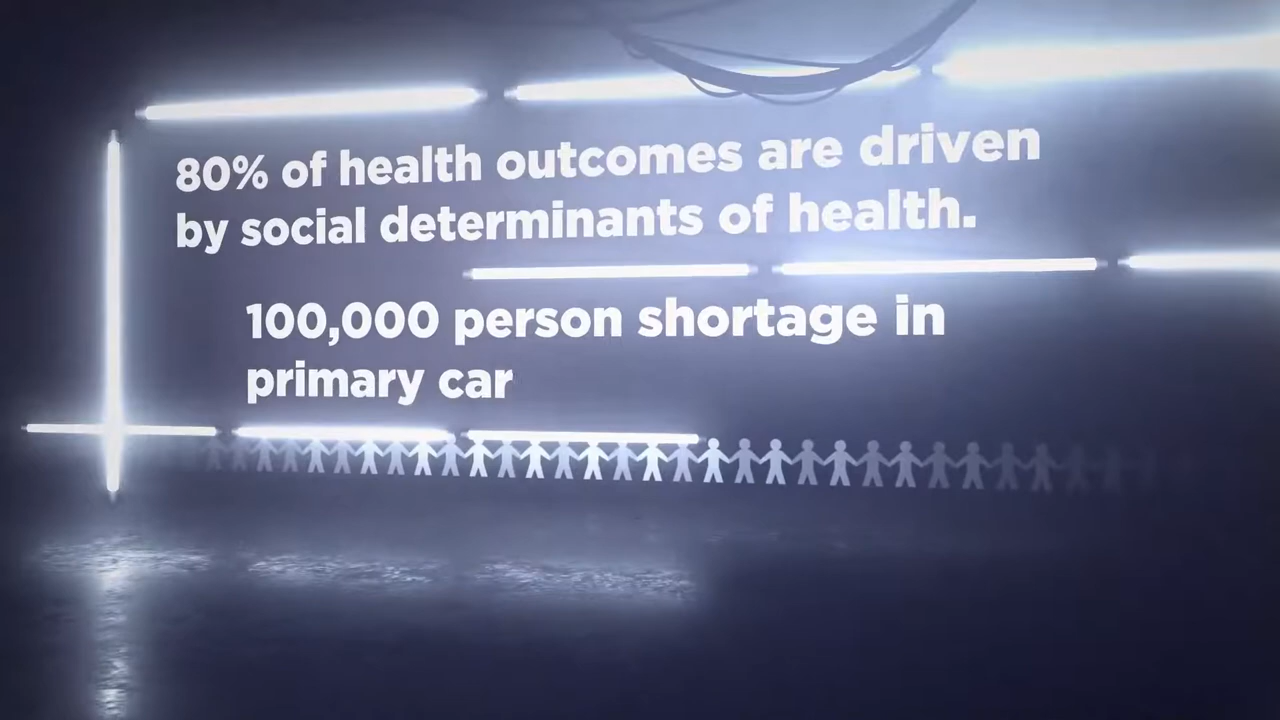 80% of health outcomes are driven
by social determinants of health.
100,000 person shortage in
primary car